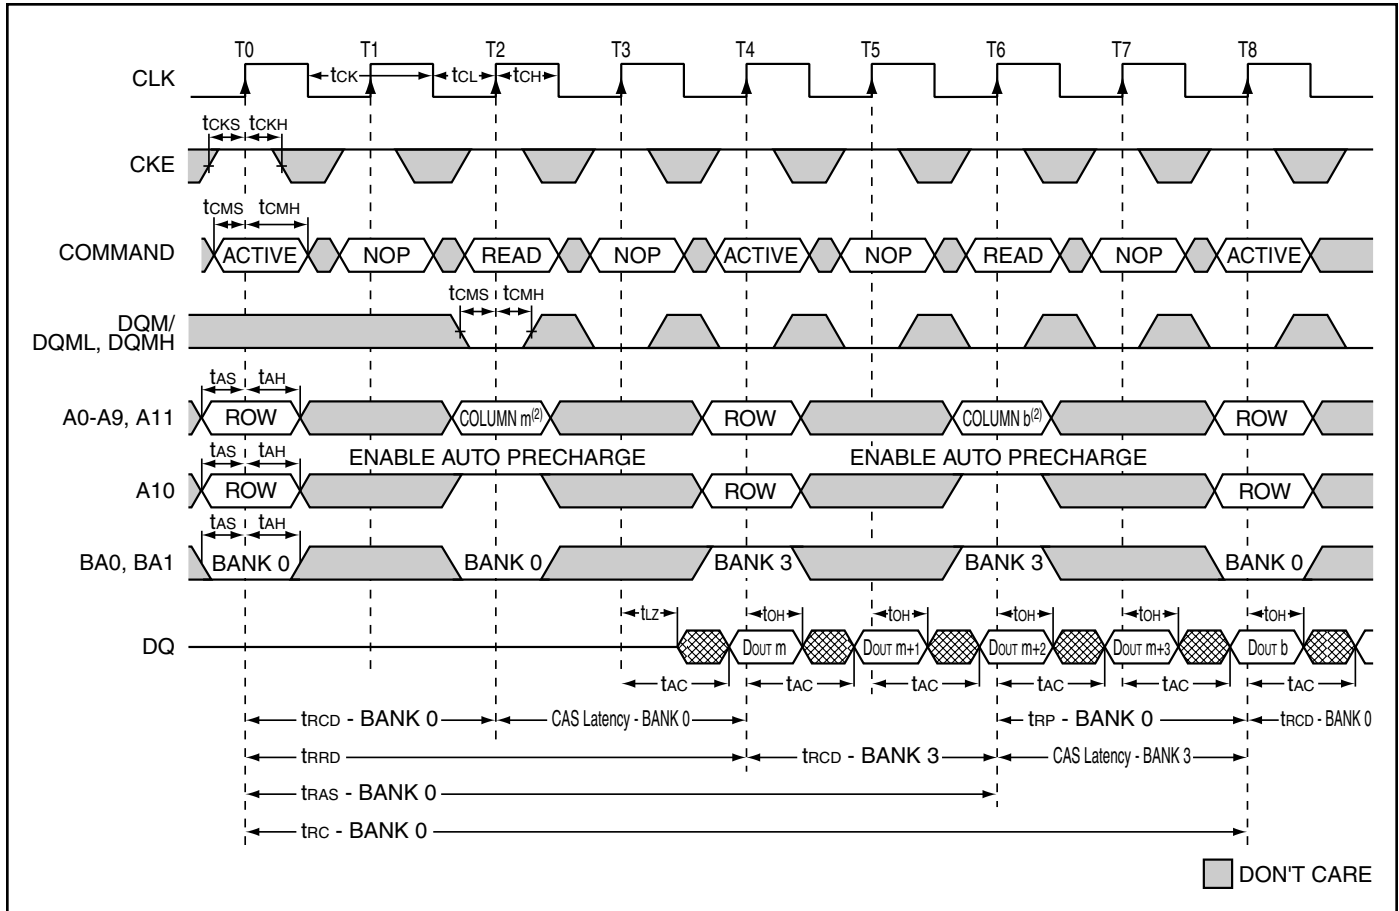 T0 T1 T2 T3 T4 T5 T6 T7 T8
CLK tCK tCL tCH
tCKS tCKH
CKE
tCMS tCMH
COMMAND ACTIVE NOP READ NOP ACTIVE NOP READ NOP ACTIVE
tCMS tCMH
DQM/
DQML, DQMH
tAS tAH
A0-A9, A11 ROW COLUMN m(2) ROW COLUMN b(2) ROW
tAS tAH ENABLE AUTO PRECHARGE ENABLE AUTO PRECHARGE
A10 ROW ROW ROW
tAS tAH
BA0, BA1 BANK 0 BANK 0 BANK 3 BANK 3 BANK 0
tLZ tOH tOH tOH tOH tOH
DQ DOUT m DOUT m+1 DOUT m+2 DOUT m+3 DOUT b
tAC tAC tAC tAC tAC tAC
tRCD - BANK 0 CAS Latency - BANK 0 tRP - BANK 0 tRCD - BANK 0
tRRD tRCD - BANK 3 CAS Latency - BANK 3
tRAS - BANK 0
tRC - BANK 0
DON'T CARE